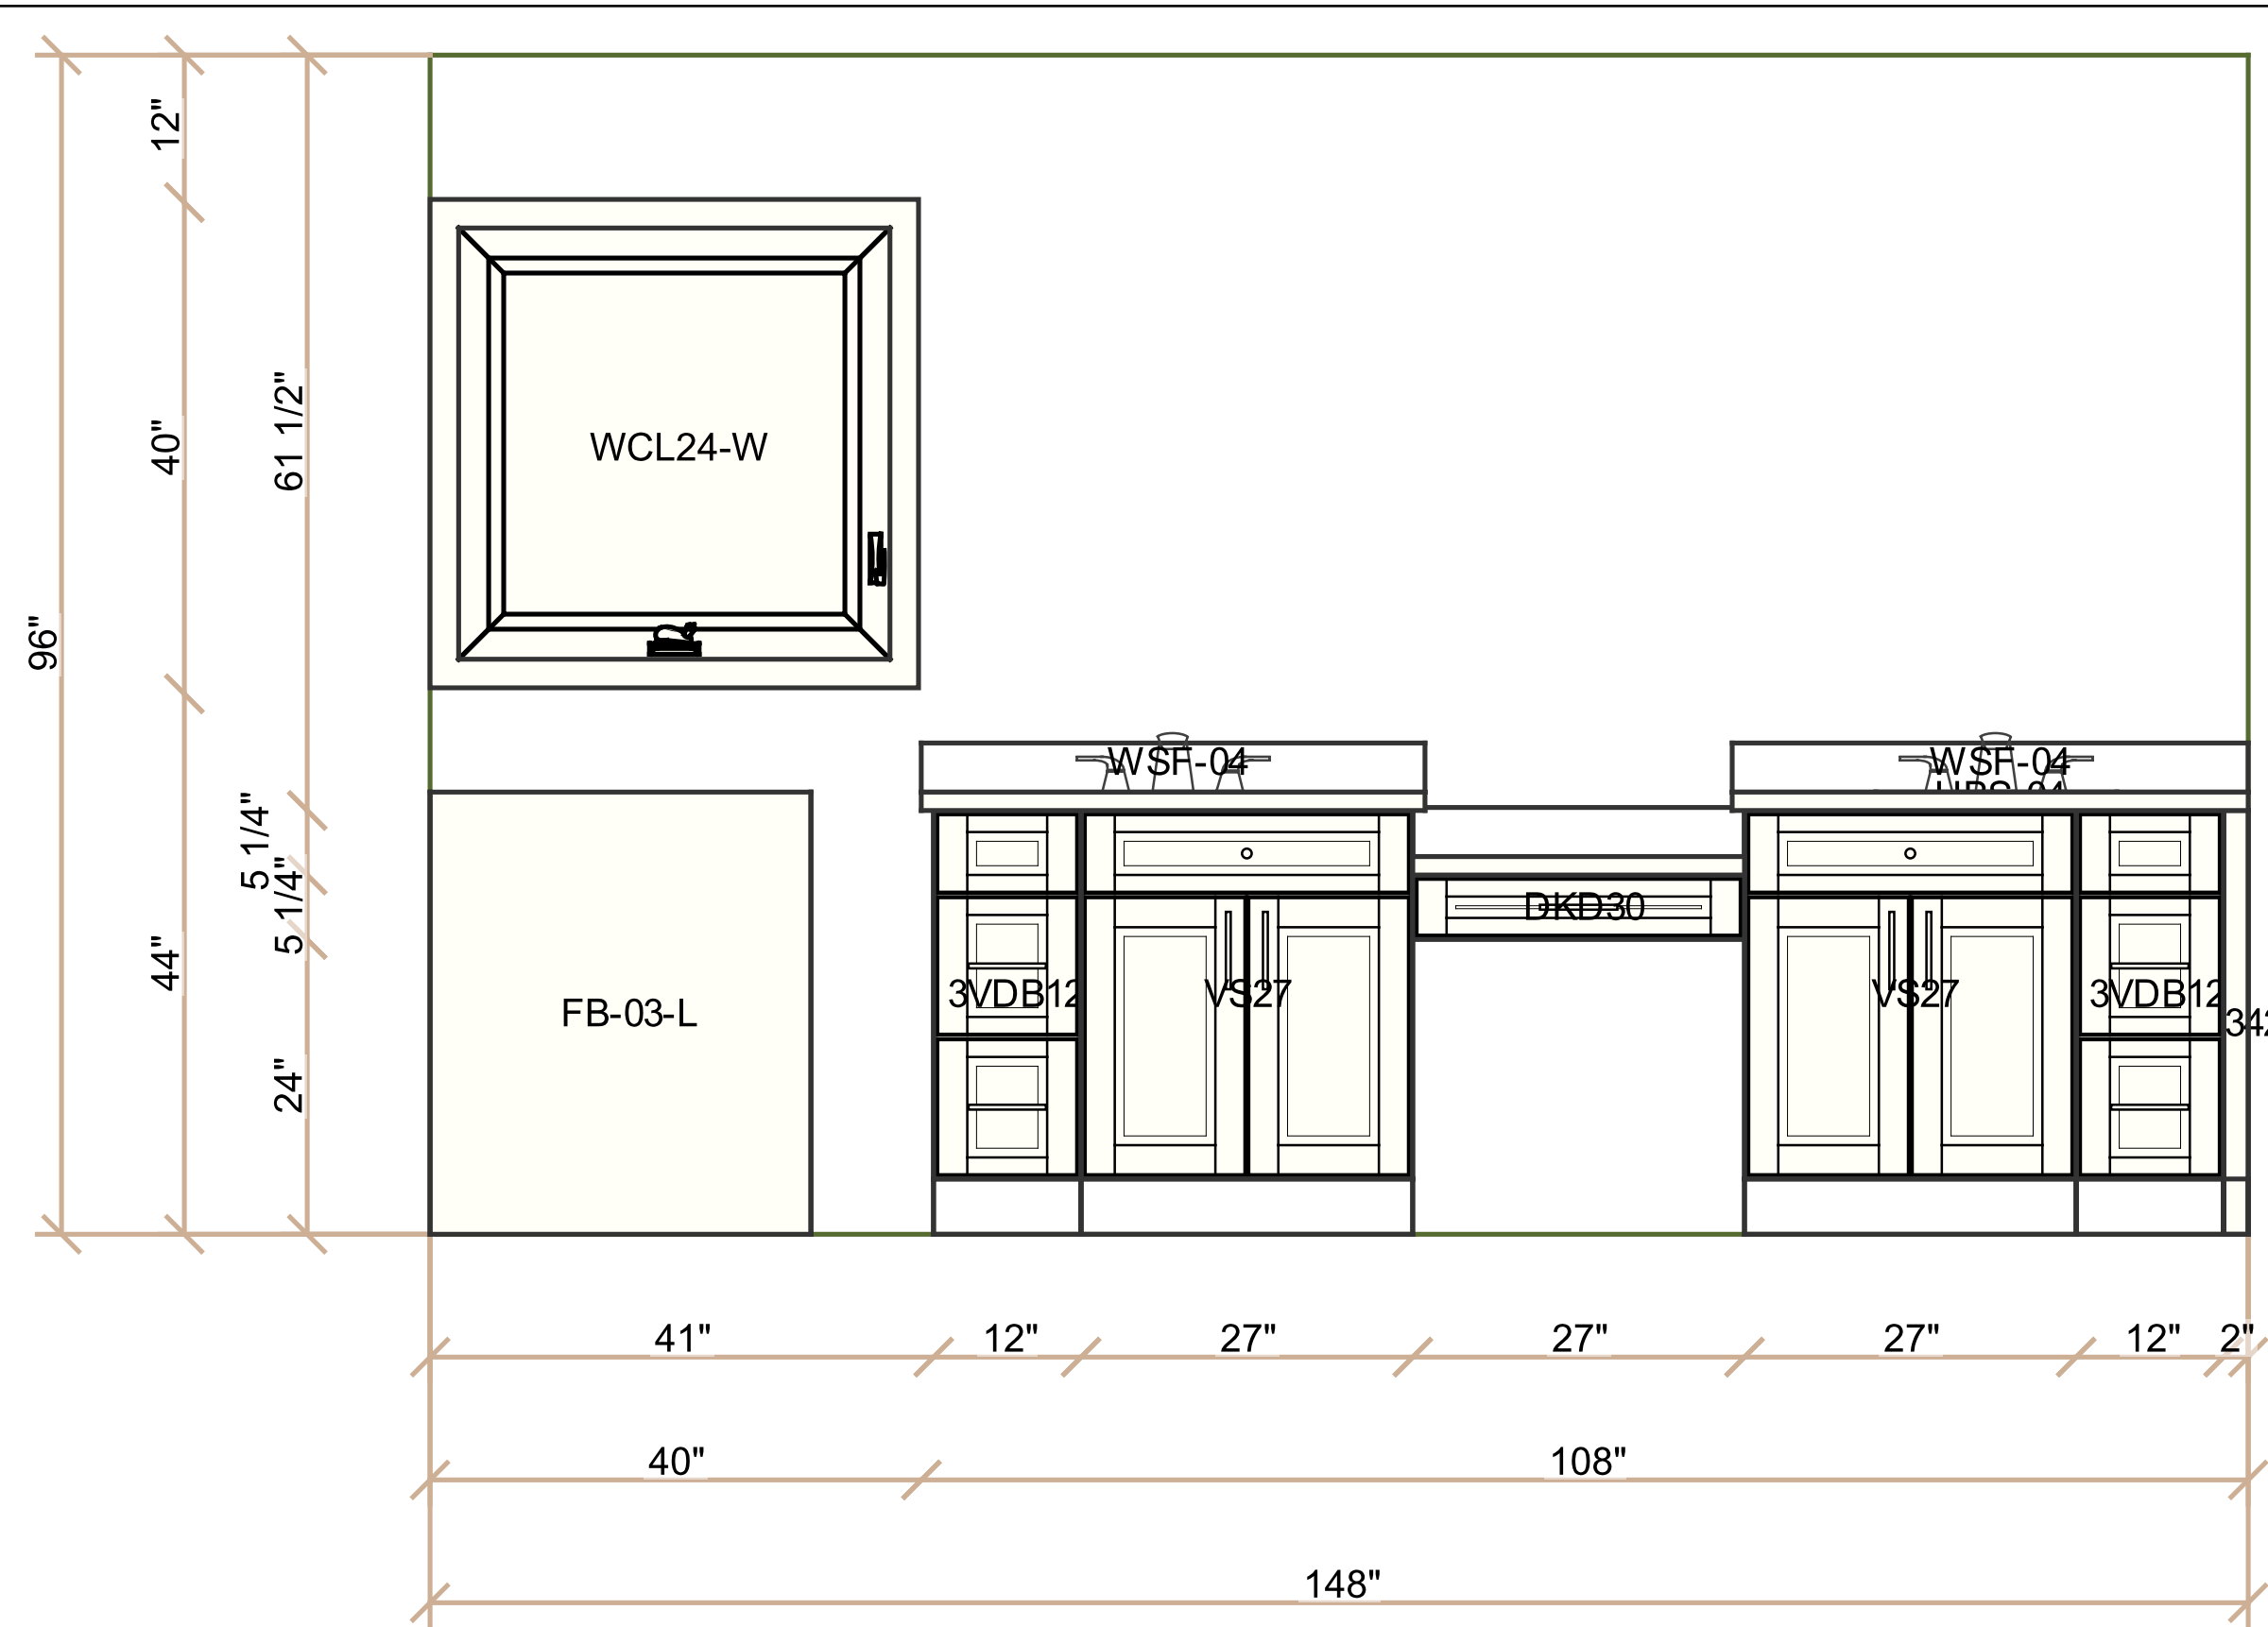 12"
40"
61 1/2"
96"
WCL24-W
WSF-04
WSF-04
5 1/4"
5 1/4"
DKD30
44"
24"
FB-03-L
3VDB12
VS27
VS27
3VDB12
41"
12"
27"
27"
27"
12"
2"
40"
108"
148"